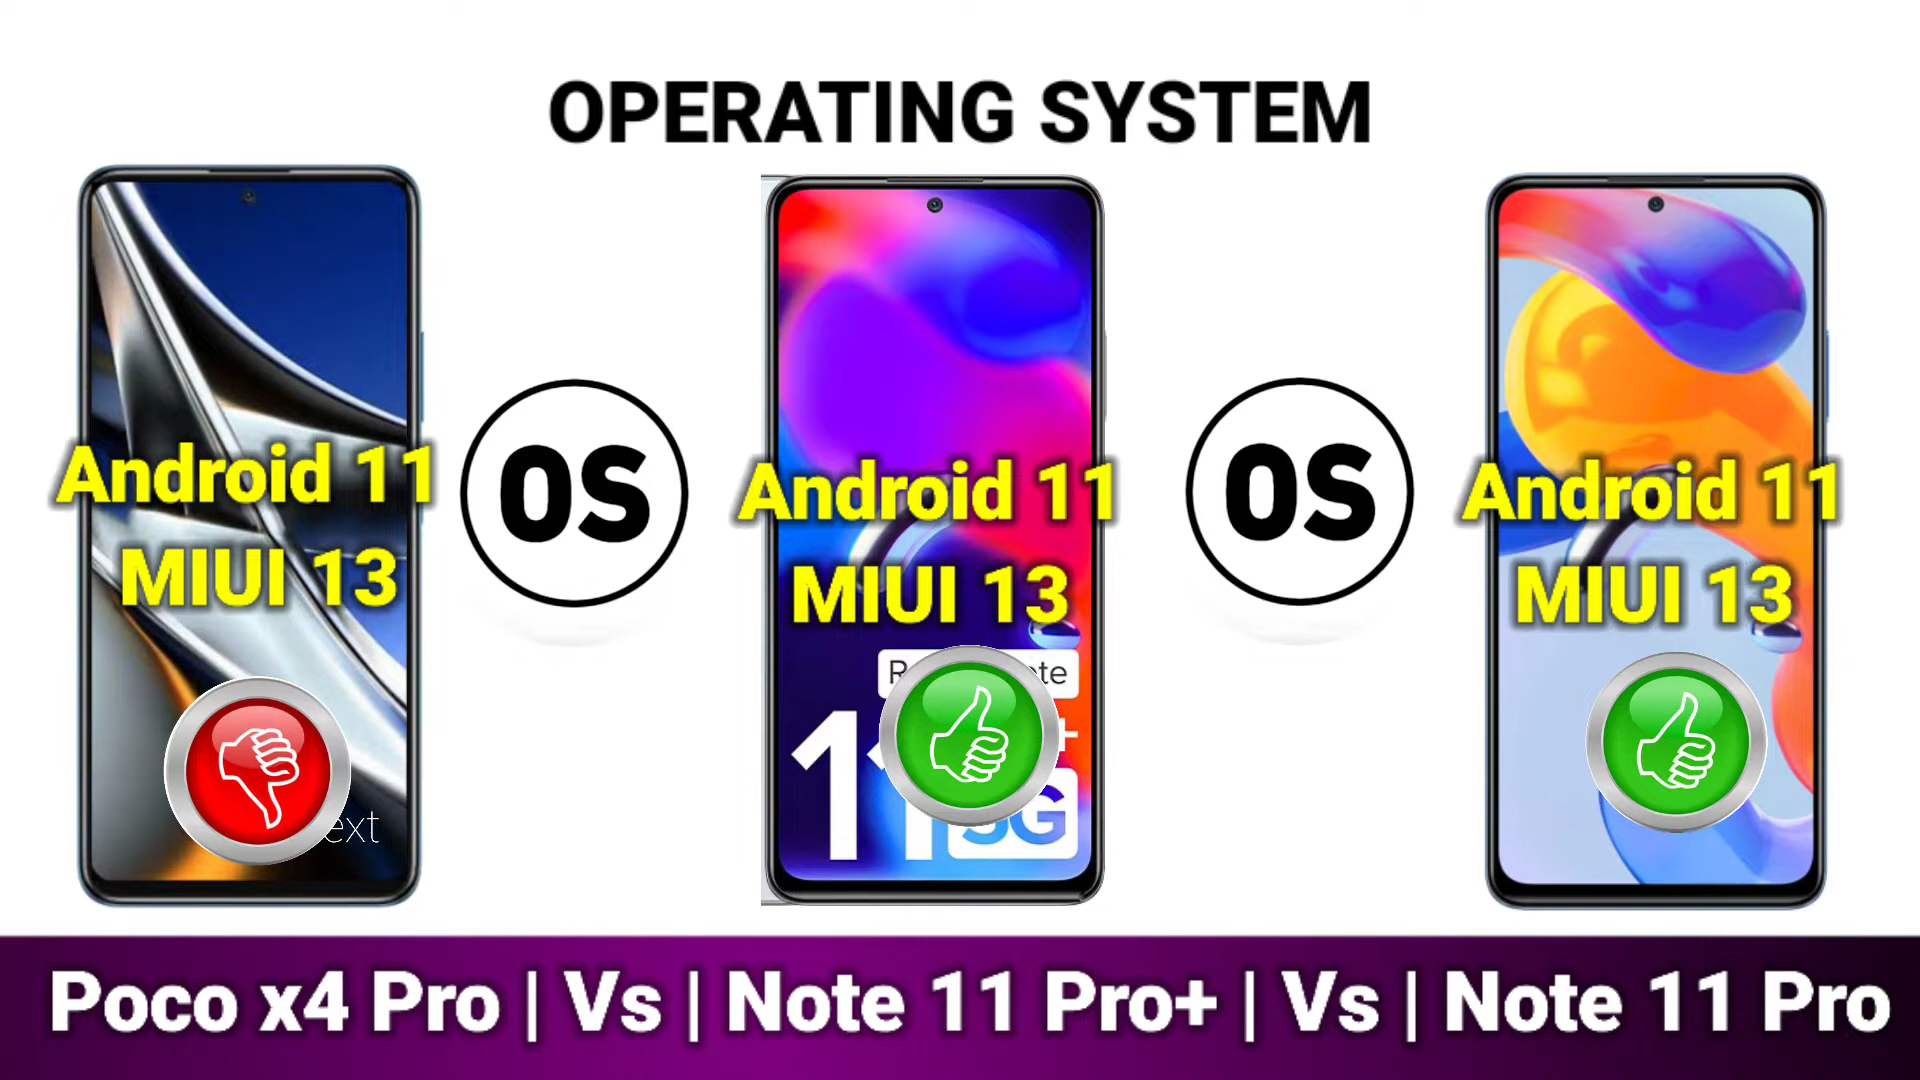 OPERATING SYSTEM
Android 11
MIUI 13
OS
Android 11
MIUI 13
OS
Android 11
MIUI 13
5G
Poco x4 Pro | Vs | Note 11 Pro+ | Vs | Note 11 Pro